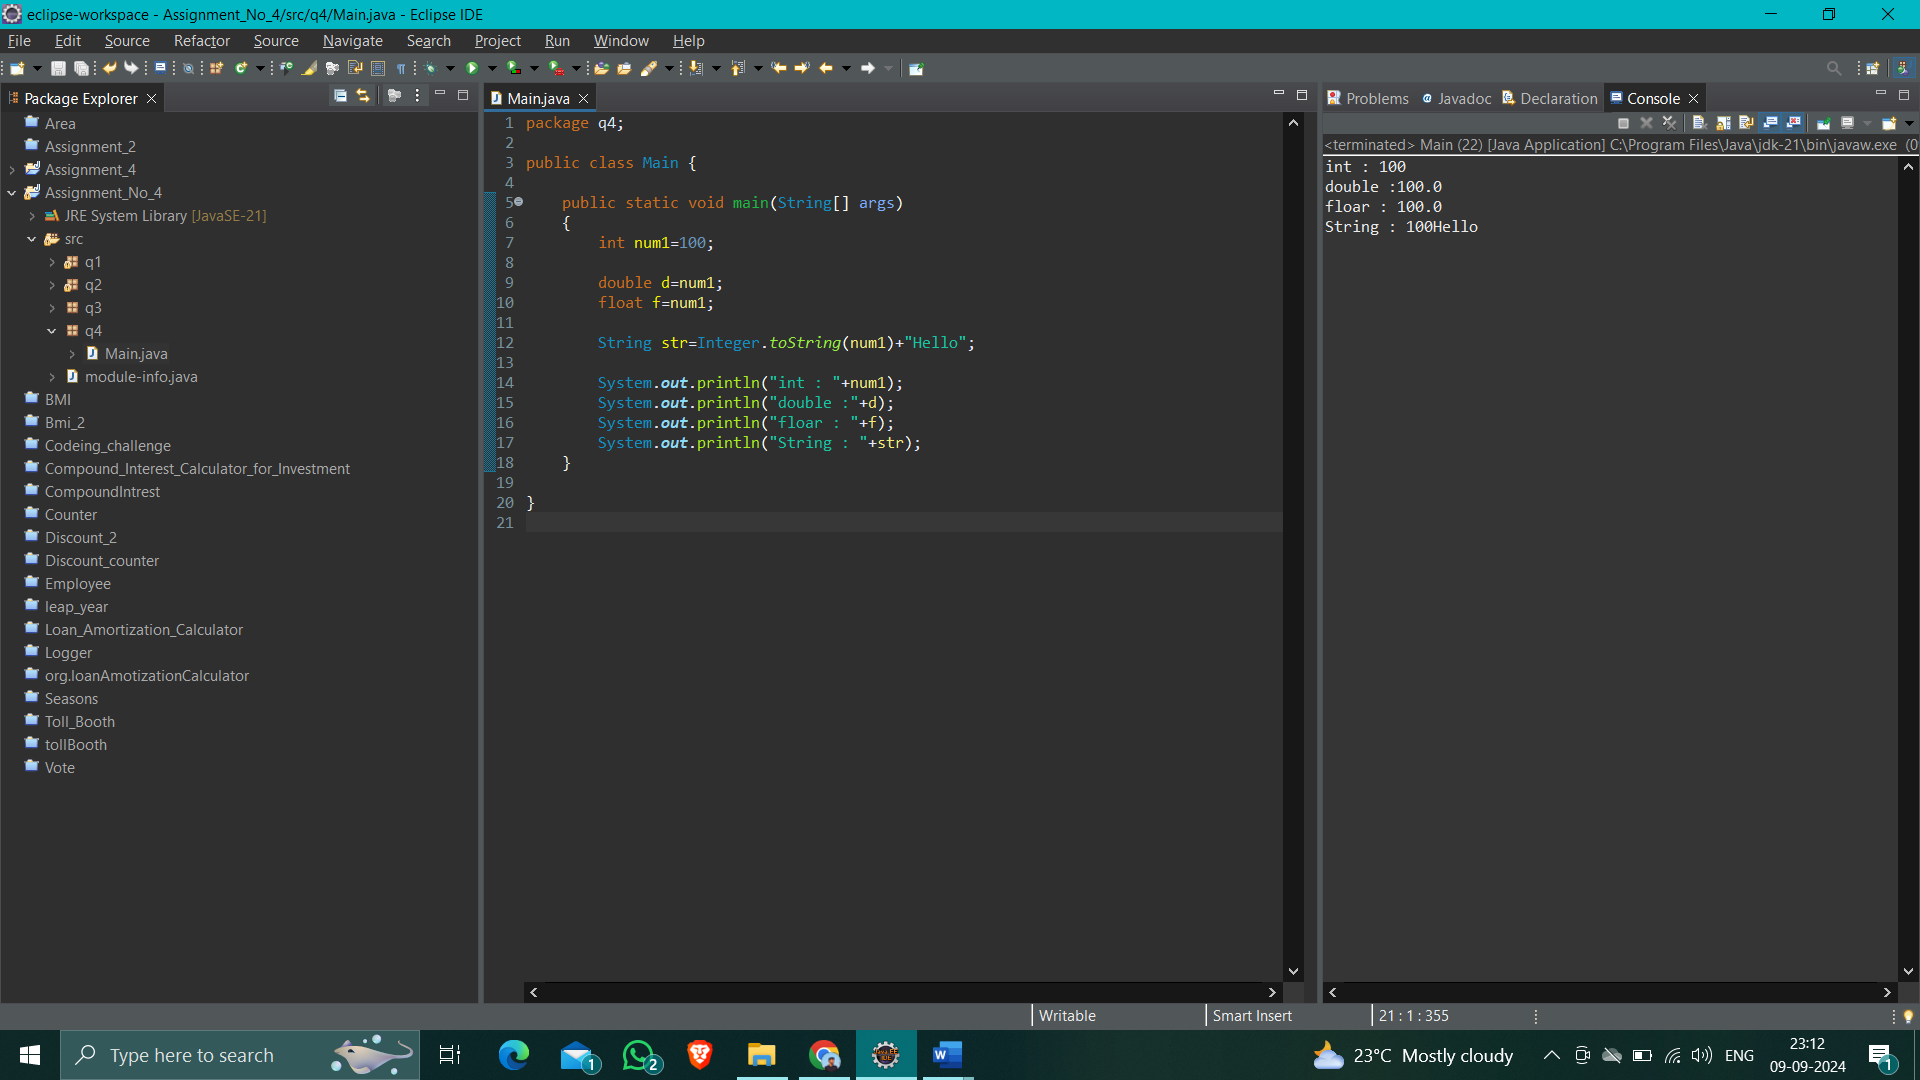 eclipse-workspace - Assignment_No_4/src/q4/Main.java - Eclipse IDE
File Edit Source Refactor Source Navigate Search Project Run Window Help
Package Explorer
Area
Assignment_2
Assignment_4
Assignment_No_4
JRE System Library [JavaSE-21]
src
q1
q2
q3
q4
Main.java
module-info.java
BMI
Bmi_2
Codeing_challenge
Compound_Interest_Calculator_for_Investment
CompoundIntrest
Counter
Discount_2
Discount_counter
Employee
leap_year
Loan_Amortization_Calculator
Logger
org.loanAmotizationCalculator
Seasons
Toll_Booth
tollBooth
Vote
Main.java
1 package q4;
2
3 public class Main {
4
5 public static void main(String[] args)
6 {
7 int num1=100;
8
9 double d=num1;
10 float f=num1;
11
12 String str=Integer.toString(num1)+"Hello";
13
14 System.out.println("int : "+num1);
15 System.out.println("double :"+d);
16 System.out.println("floar : "+f);
17 System.out.println("String : "+str);
18 }
19
20 }
21
Problems Javadoc Declaration Console
<terminated> Main (22) [Java Application] C:\Program Files\Java\jdk-21\bin\javaw.exe (0
int : 100
double :100.0
floar : 100.0
String : 100Hello
Writable Smart Insert 21 : 1 : 355
Type here to search
1
2
W
23°C Mostly cloudy
ENG
23:12
09-09-2024
1